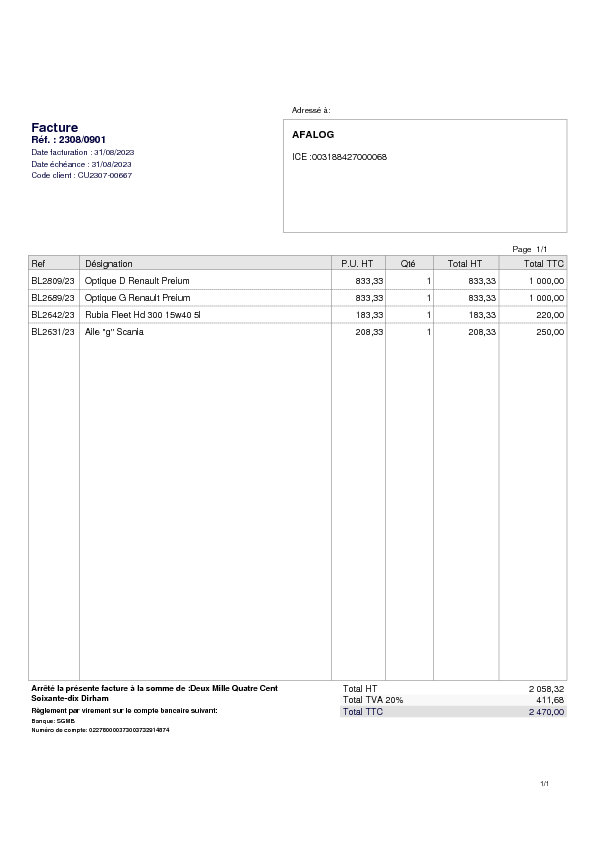 Adressé à:
Facture
Réf. : 2308/0901
Date facturation : 31/08/2023
Date échéance : 31/08/2023
Code client : CU2307-00667
AFALOG
ICE :003188427000068
Page 1/1
Ref Désignation P.U. HT Qté Total HT Total TTC
BL2809/23 Optique D Renault Preium 833,33 1 833,33 1 000,00
BL2689/23 Optique G Renault Preium 833,33 1 833,33 1 000,00
BL2642/23 Rubia Fleet Hd 300 15w40 5l 183,33 1 183,33 220,00
BL2631/23 Aile "g" Scania 208,33 1 208,33 250,00
Arrêté la présente facture à la somme de :Deux Mille Quatre Cent
Soixante-dix Dirham
Règlement par virement sur le compte bancaire suivant:
Banque: SGMB
Numéro de compte: 0227800003730037329 14874
Total HT 2 058,32
Total TVA 20% 411,68
Total TTC 2 470,00
1/1